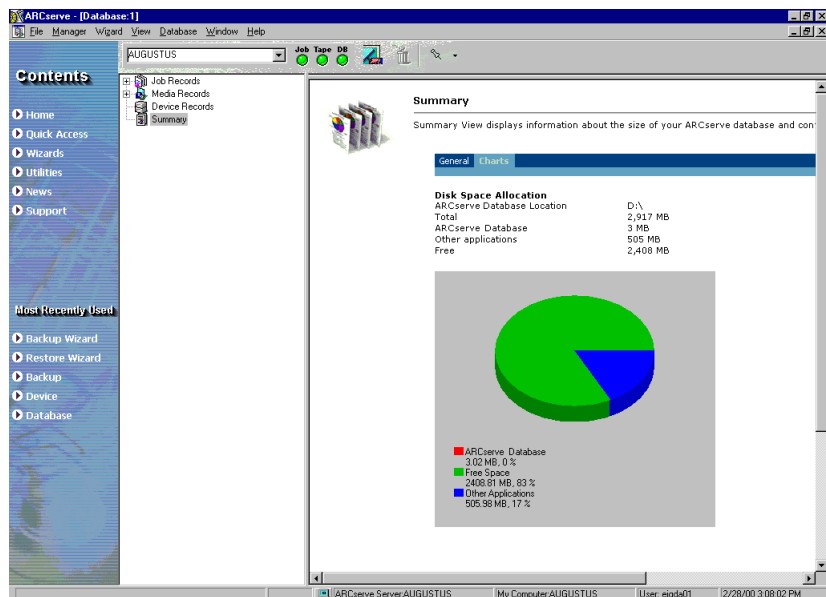 ARCserve - [Database:1]
File Manager Wizard View Database Window Help
AUGUSTUS
Job Tape DB
Contents
Home
Quick Access
Wizards
Utilities
News
Support
Most Recently Used
Backup Wizard
Restore Wizard
Backup
Device
Database
Job Records
Media Records
Device Records
Summary
Summary
Summary View displays information about the size of your ARCserve database and con
General Charts
Disk Space Allocation
ARCserve Database Location D:\
Total 2,917 MB
ARCserve Database 3 MB
Other applications 505 MB
Free 2,408 MB
ARCserve Database
3.02 MB, 0 %
Free Space
2408.81 MB, 83 %
Other Applications
505.98 MB, 17 %
ARCserve Server:AUGUSTUS My Computer:AUGUSTUS User: eigda01 2/28/00 3:08:02 PM